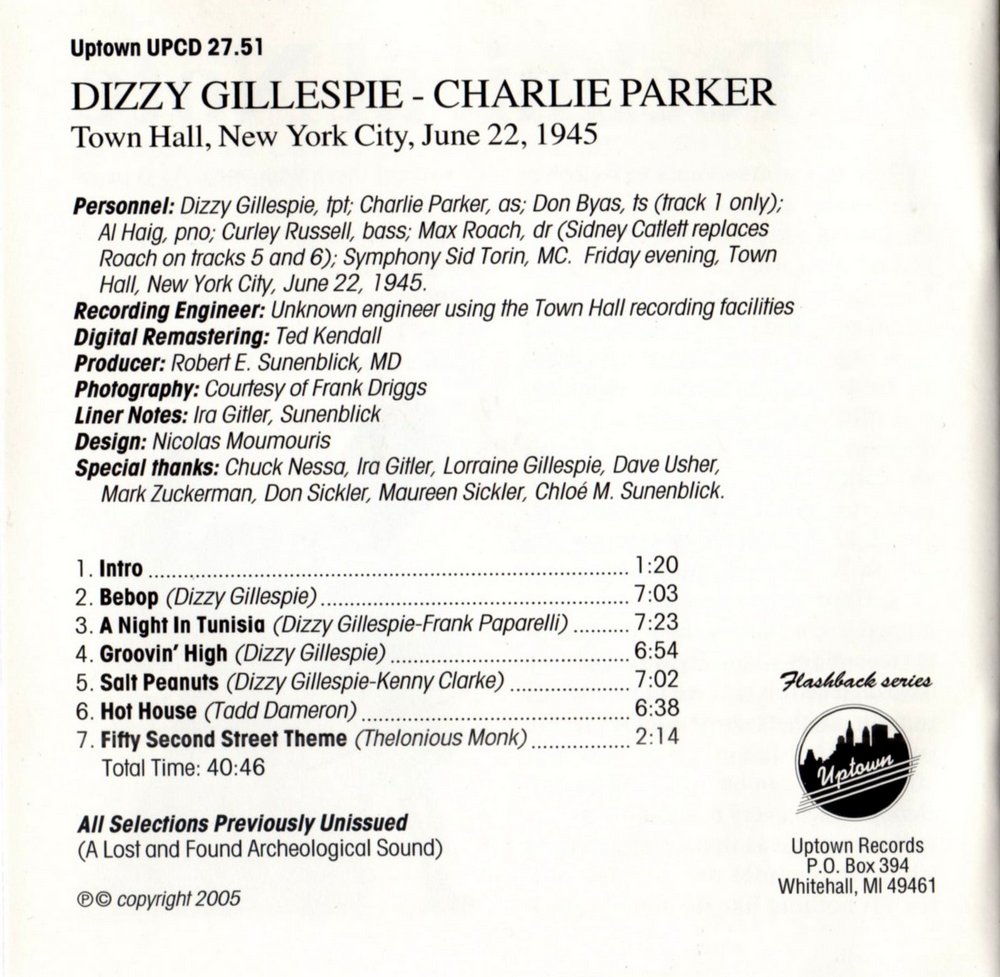 Uptown UPCD 27.51
DIZZY GILLESPIE - CHARLIE PARKER
Town Hall, New York City, June 22, 1945
Personnel: Dizzy Gillespie, tpt; Charlie Parker, as; Don Byas, ts (track 1 only);
Al Haig, pno; Curley Russell, bass; Max Roach, dr (Sidney Catlett replaces
Roach on tracks 5 and 6); Symphony Sid Torin, MC. Friday evening, Town
Hall, New York City, June 22, 1945.
Recording Engineer: Unknown engineer using the Town Hall recording facilities
Digital Remastering: Ted Kendall
Producer: Robert E. Sunenblick, MD
Photography: Courtesy of Frank Driggs
Liner Notes: Ira Gitler, Sunenblick
Design: Nicolas Moumouris
Special thanks: Chuck Nessa, Ira Gitler, Lorraine Gillespie, Dave Usher,
Mark Zuckerman, Don Sickler, Maureen Sickler, Chloé M. Sunenblick.
1. Intro ........ 1:20
2. Bebop (Dizzy Gillespie) ........ 7:03
3. A Night In Tunisia (Dizzy Gillespie-Frank Paparelli) ........ 7:23
4. Groovin' High (Dizzy Gillespie) ........ 6:54
5. Salt Peanuts (Dizzy Gillespie-Kenny Clarke) ........ 7:02
6. Hot House (Tadd Dameron) ........ 6:38
7. Fifty Second Street Theme (Thelonious Monk) ........ 2:14
Total Time: 40:46
All Selections Previously Unissued
(A Lost and Found Archeological Sound)
℗© copyright 2005
Flashback series
Uptown
Uptown Records
P.O. Box 394
Whitehall, MI 49461